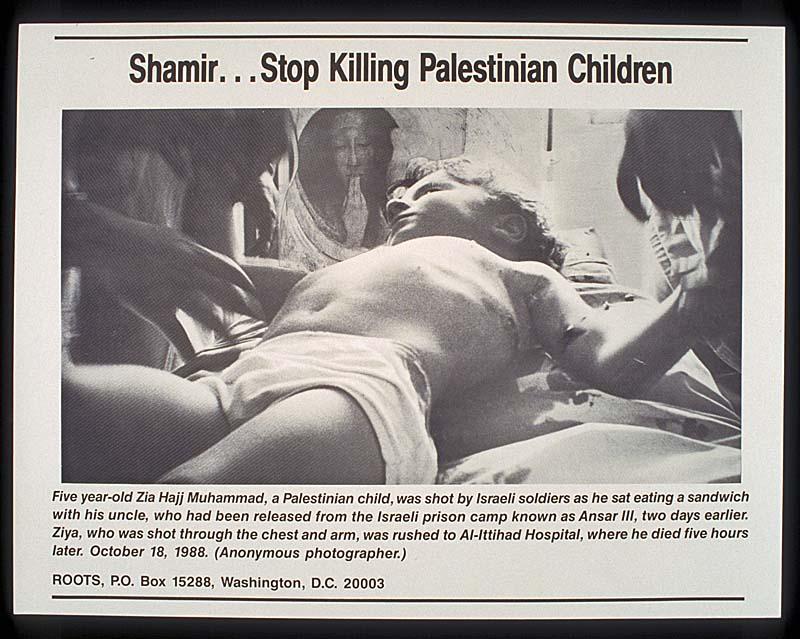 Shamir...Stop Killing Palestinian Children
Five year-old Zia Hajj Muhammad, a Palestinian child, was shot by Israeli soldiers as he sat eating a sandwich
with his uncle, who had been released from the Israeli prison camp known as Ansar III, two days earlier.
Ziya, who was shot through the chest and arm, was rushed to Al-Ittihad Hospital, where he died five hours
later. October 18, 1988. (Anonymous photographer.)
ROOTS, P.O. Box 15288, Washington, D.C. 20003